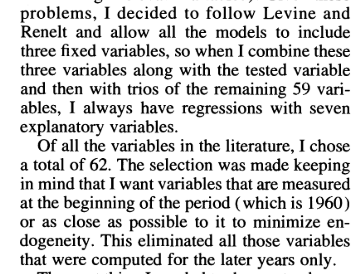 problems, I decided to follow Levine and
Renelt and allow all the models to include
three fixed variables, so when I combine these
three variables along with the tested variable
and then with trios of the remaining 59 vari-
ables, I always have regressions with seven
explanatory variables.
Of all the variables in the literature, I chose
a total of 62. The selection was made keeping
in mind that I want variables that are measured
at the beginning of the period (which is 1960)
or as close as possible to it to minimize en-
dogeneity. This eliminated all those variables
that were computed for the later years only.